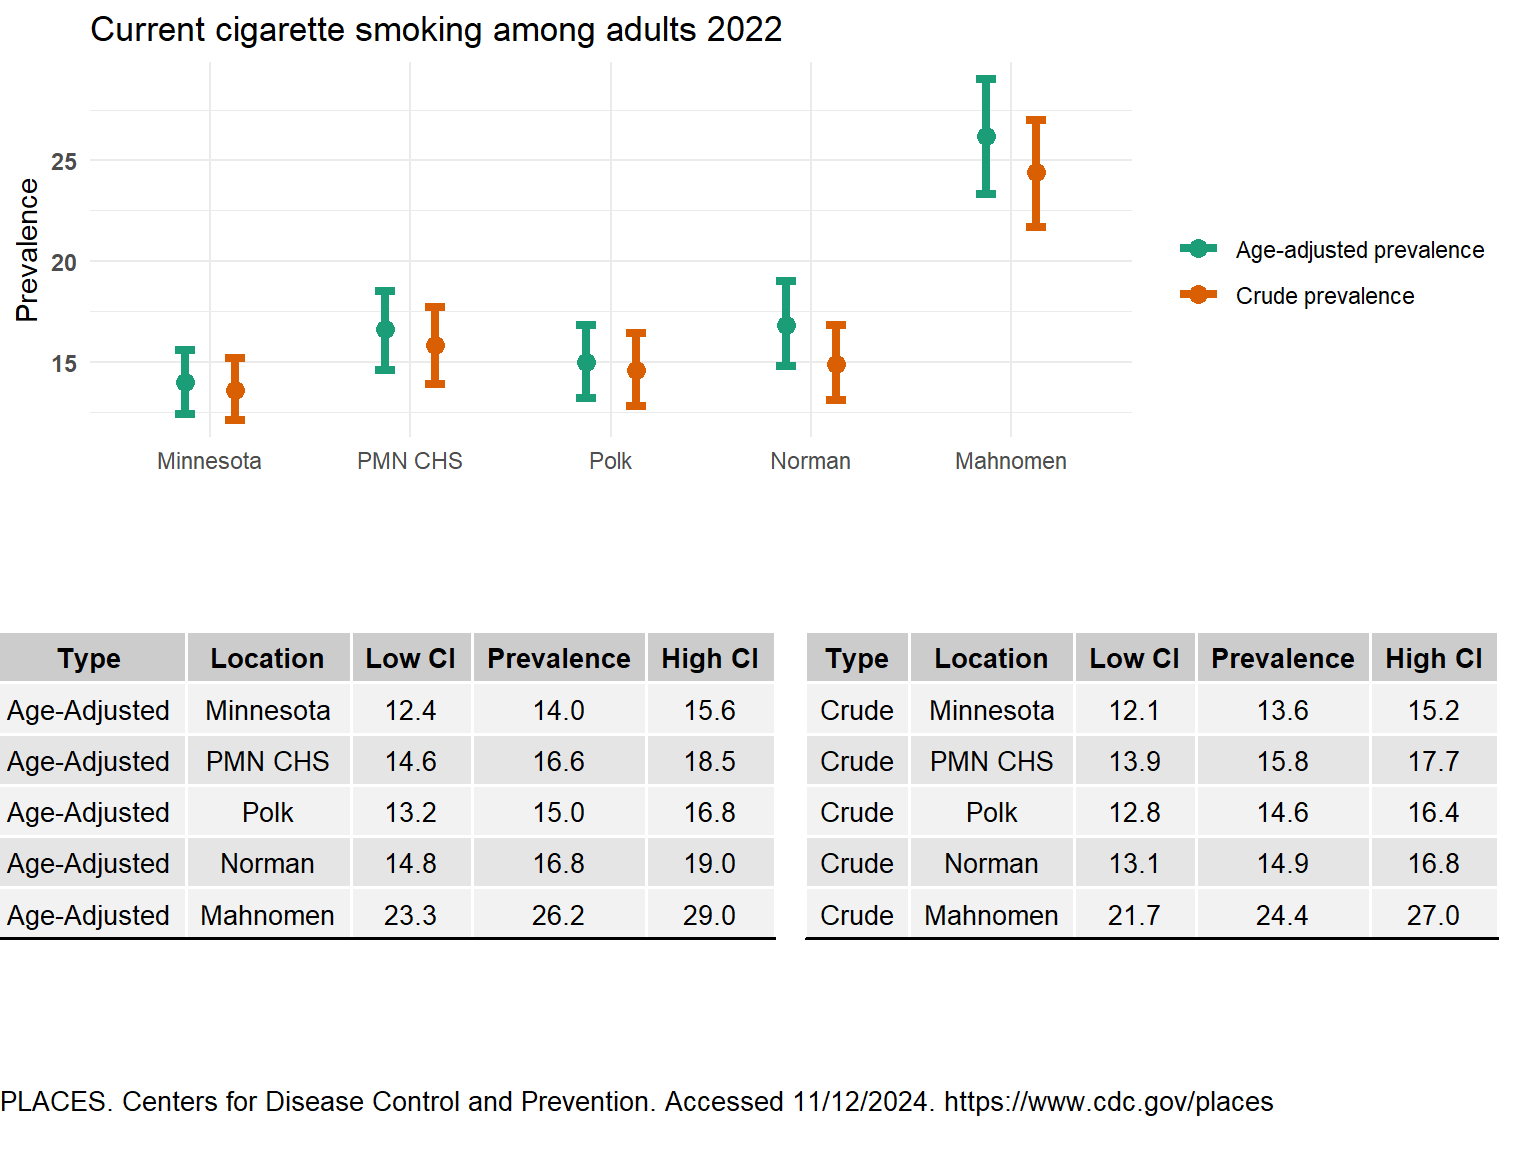 Current cigarette smoking among adults 2022
Prevalence
25
20
15
Minnesota PMN CHS Polk Norman Mahnomen
Age-adjusted prevalence
Crude prevalence
Type Location Low CI Prevalence High CI
Age-Adjusted Minnesota 12.4 14.0 15.6
Age-Adjusted PMN CHS 14.6 16.6 18.5
Age-Adjusted Polk 13.2 15.0 16.8
Age-Adjusted Norman 14.8 16.8 19.0
Age-Adjusted Mahnomen 23.3 26.2 29.0
Type Location Low CI Prevalence High CI
Crude Minnesota 12.1 13.6 15.2
Crude PMN CHS 13.9 15.8 17.7
Crude Polk 12.8 14.6 16.4
Crude Norman 13.1 14.9 16.8
Crude Mahnomen 21.7 24.4 27.0
PLACES. Centers for Disease Control and Prevention. Accessed 11/12/2024. https://www.cdc.gov/places